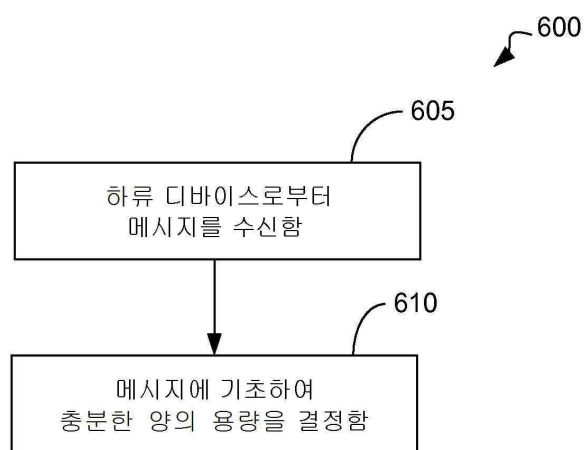 600
605
하류 디바이스로부터
메시지를 수신함
610
메시지에 기초하여
충분한 양의 용량을 결정함